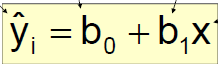 ŷᵢ = b₀ + b₁x